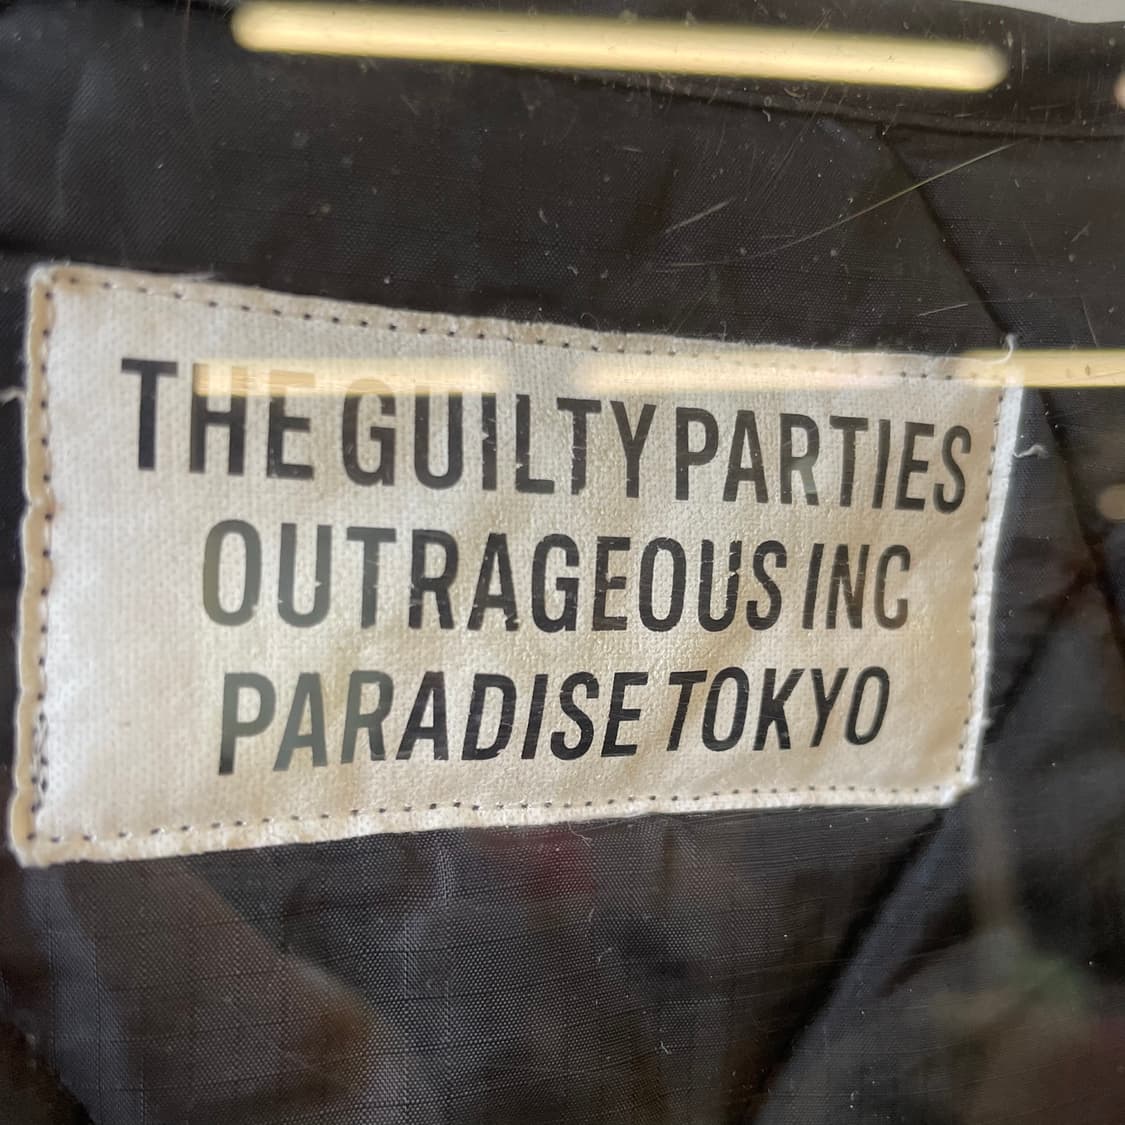 THE GUILTY PARTIES
OUTRAGEOUS INC
PARADISE TOKYO